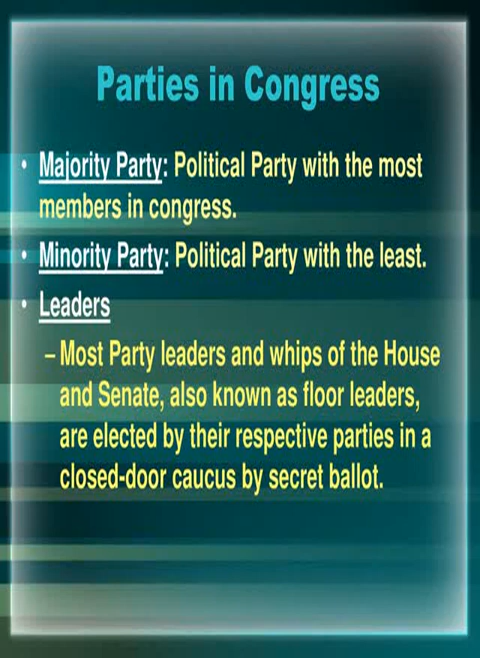 Parties in Congress
• Majority Party: Political Party with the most
members in congress.
• Minority Party: Political Party with the least.
• Leaders
– Most Party leaders and whips of the House
and Senate, also known as floor leaders,
are elected by their respective parties in a
closed-door caucus by secret ballot.